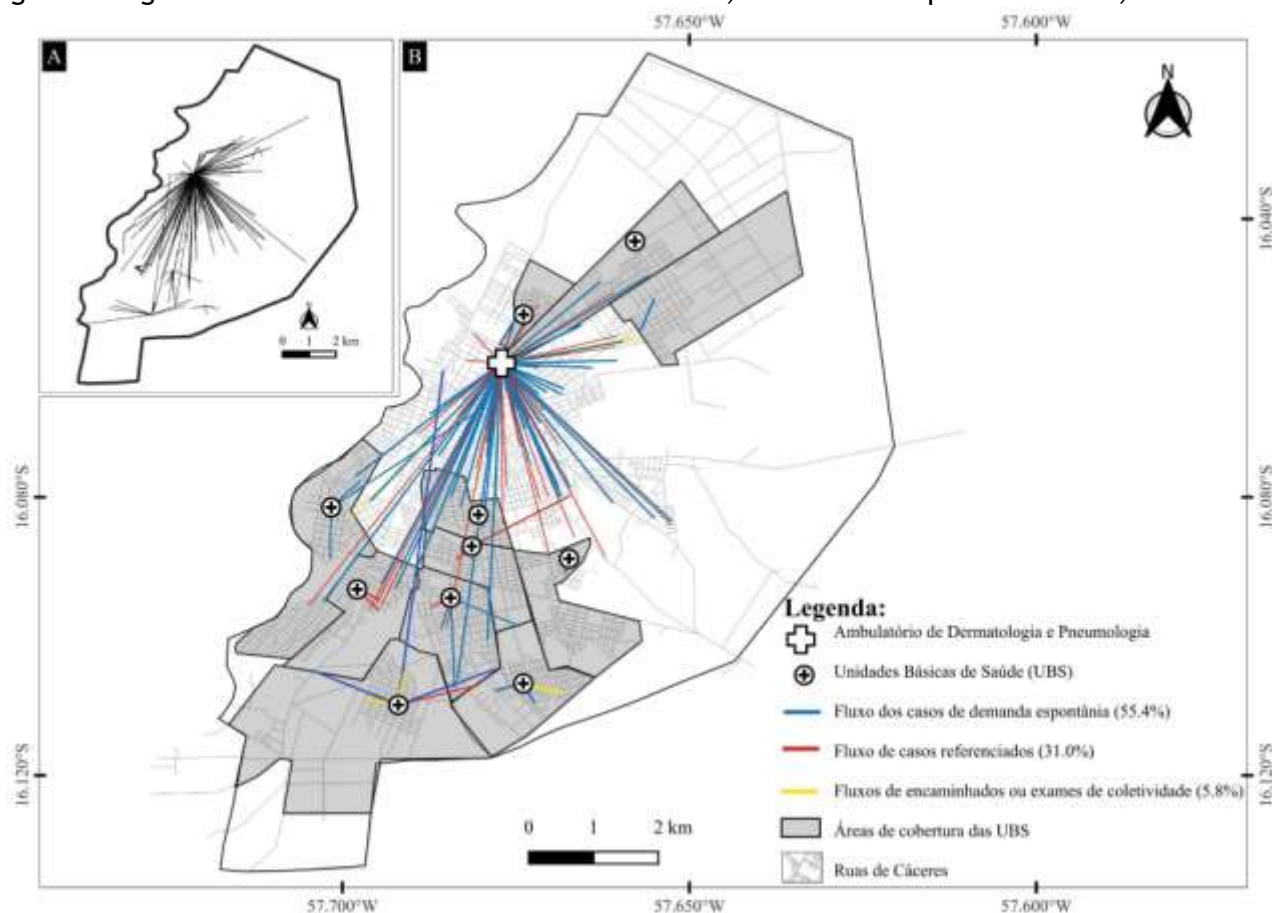 57.650°W 57.600°W
A
B
N
16.040°S 16.040°S
N
0 1 2 km
16.080°S 16.080°S
Legenda:
Ambulatório de Dermatologia e Pneumologia
Unidades Básicas de Saúde (UBS)
Fluxo dos casos de demanda espontânia (55.4%)
Fluxo de casos referenciados (31.0%)
Fluxos de encaminhados ou exames de coletividade (5.8%)
Áreas de cobertura das UBS
Ruas de Cáceres
16.120°S 16.120°S
0 1 2 km
57.700°W 57.650°W 57.600°W